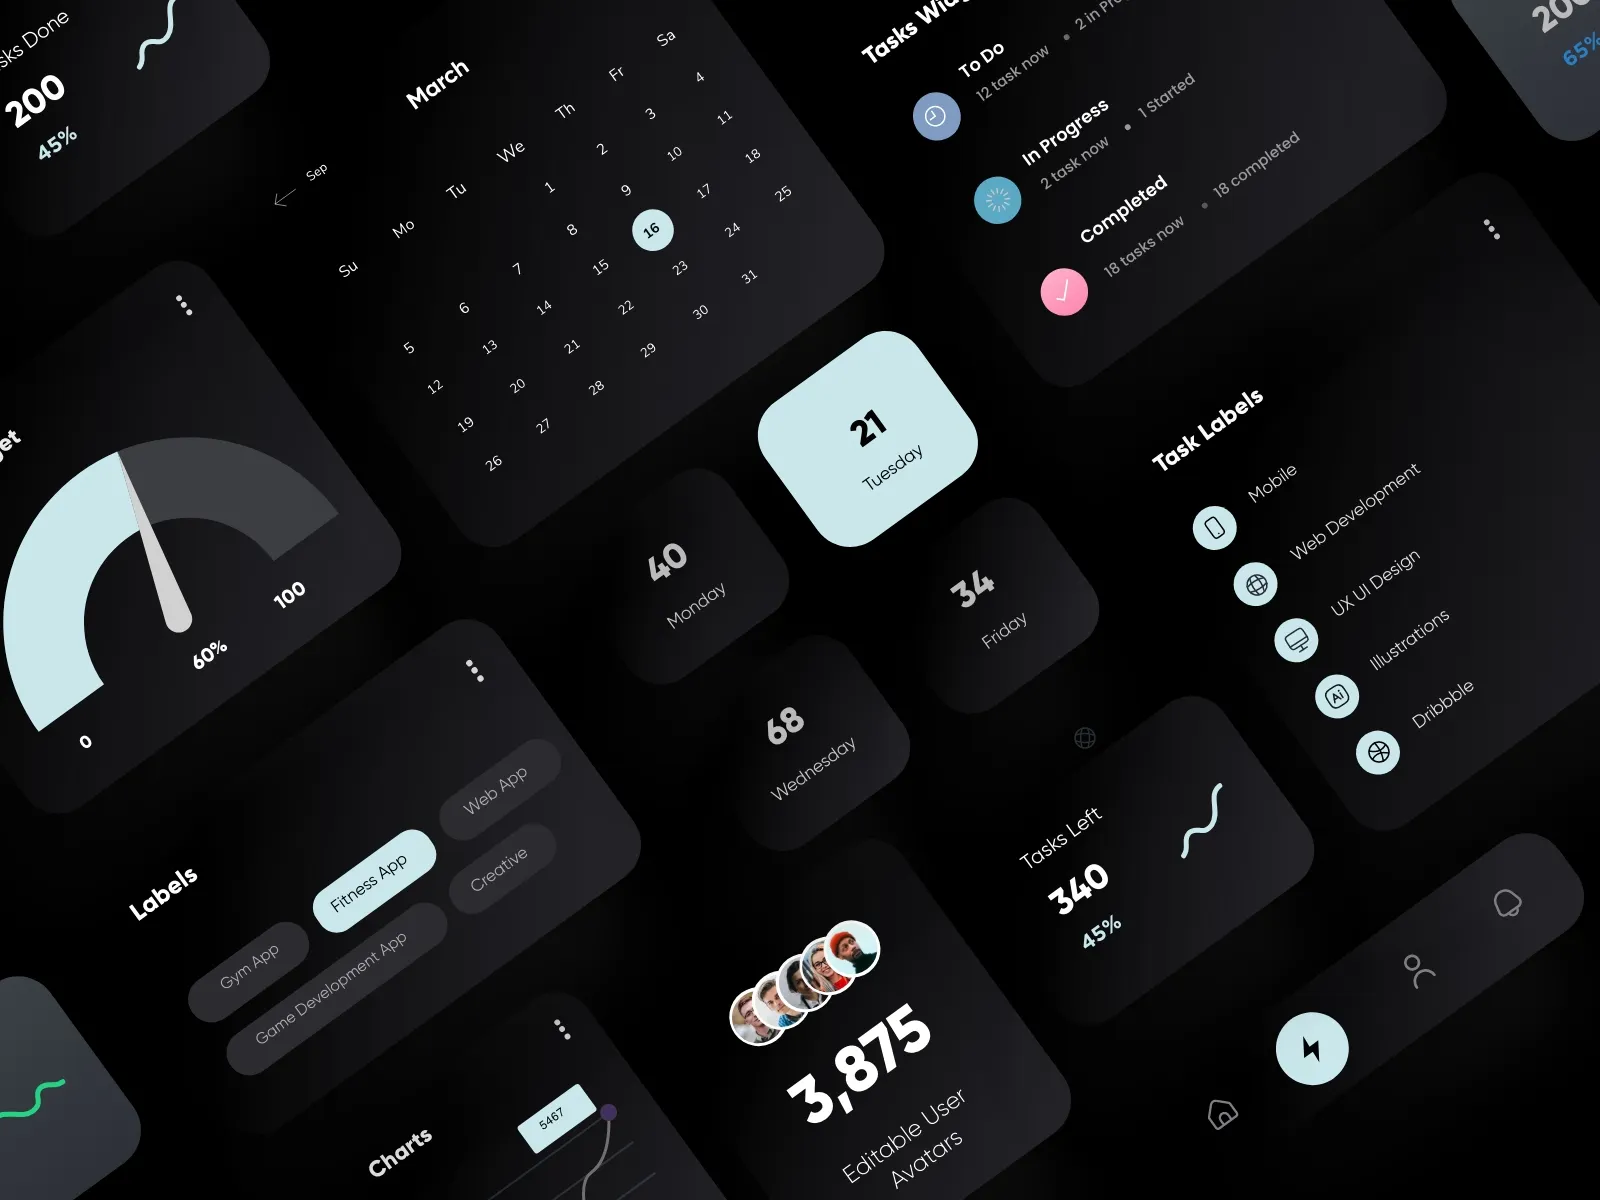 Tasks Done
200
45%
March
Sep
Su Mo Tu We Th Fr Sa
1 2 3 4
5 6 7 8 9 10 11
12 13 14 15 16 17 18
19 20 21 22 23 24 25
26 27 28 29 30 31
To Do
12 task now • 2 in
In Progress
2 task now • 1 Started
Completed
18 tasks now • 18 completed
65%
0
60%
100
21
Tuesday
40
Monday
34
Friday
68
Wednesday
Task Labels
Mobile
Web Development
UX UI Design
Ai
Illustrations
Dribbble
Labels
Gym App
Fitness App
Web App
Game Development App
Creative
Tasks Left
340
45%
3,875
Editable User
Avatars
Charts
5467